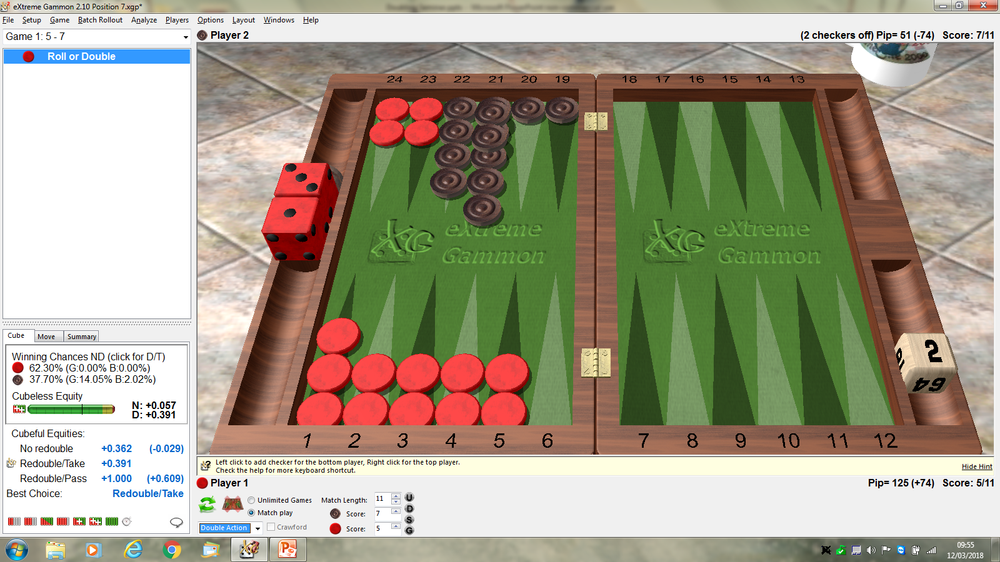 eXtreme Gammon 2.10 Position 7.xgp*
File Setup Game Batch Rollout Analyze Players Options Layout Windows Help
Game 1: 5 - 7
Roll or Double
Player 2
(2 checkers off) Pip= 51 (-74) Score: 7/11
24 23 22 21 20 19 18 17 16 15 14 13
eXtreme Gammon
eXtreme Gammon
2
64
1 2 3 4 5 6 7 8 9 10 11 12
Cube Move Summary
Winning Chances ND (click for D/T)
62.30% (G:0.00% B:0.00%)
37.70% (G:14.05% B:2.02%)
Cubeless Equity
N: +0.057
D: +0.391
Cubeful Equities:
No redouble +0.362 (-0.029)
Redouble/Take +0.391
Redouble/Pass +1.000 (+0.609)
Best Choice: Redouble/Take
Left click to add checker for the bottom player, Right click for the top player.
Check the help for more keyboard shortcut.
Hide Hint
Player 1
Pip= 125 (+74) Score: 5/11
Unlimited Games
Match play
Double Action
Crawford
Match Length: 11
Score: 7
Score: 5
U
D
S
G
09:55
12/03/2018